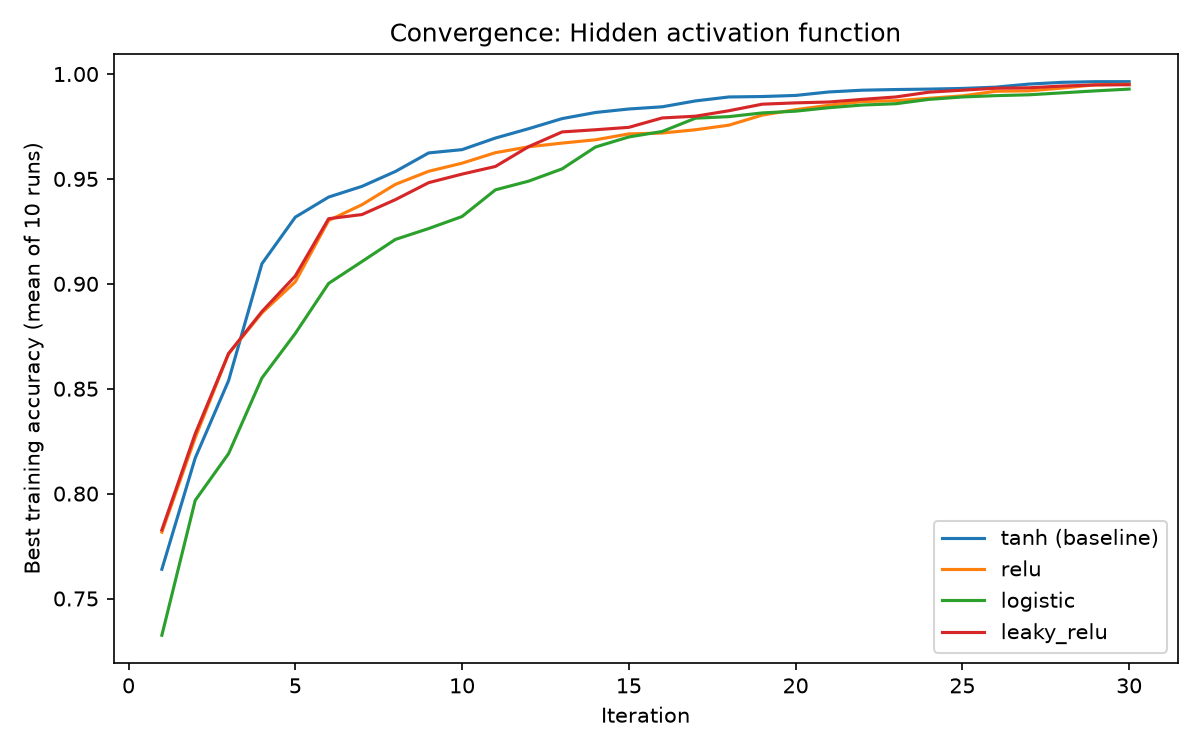 Convergence: Hidden activation function
Best training accuracy (mean of 10 runs)
1.00
0.95
0.90
0.85
0.80
0.75
0 5 10 15 20 25 30
Iteration
tanh (baseline)
relu
logistic
leaky_relu